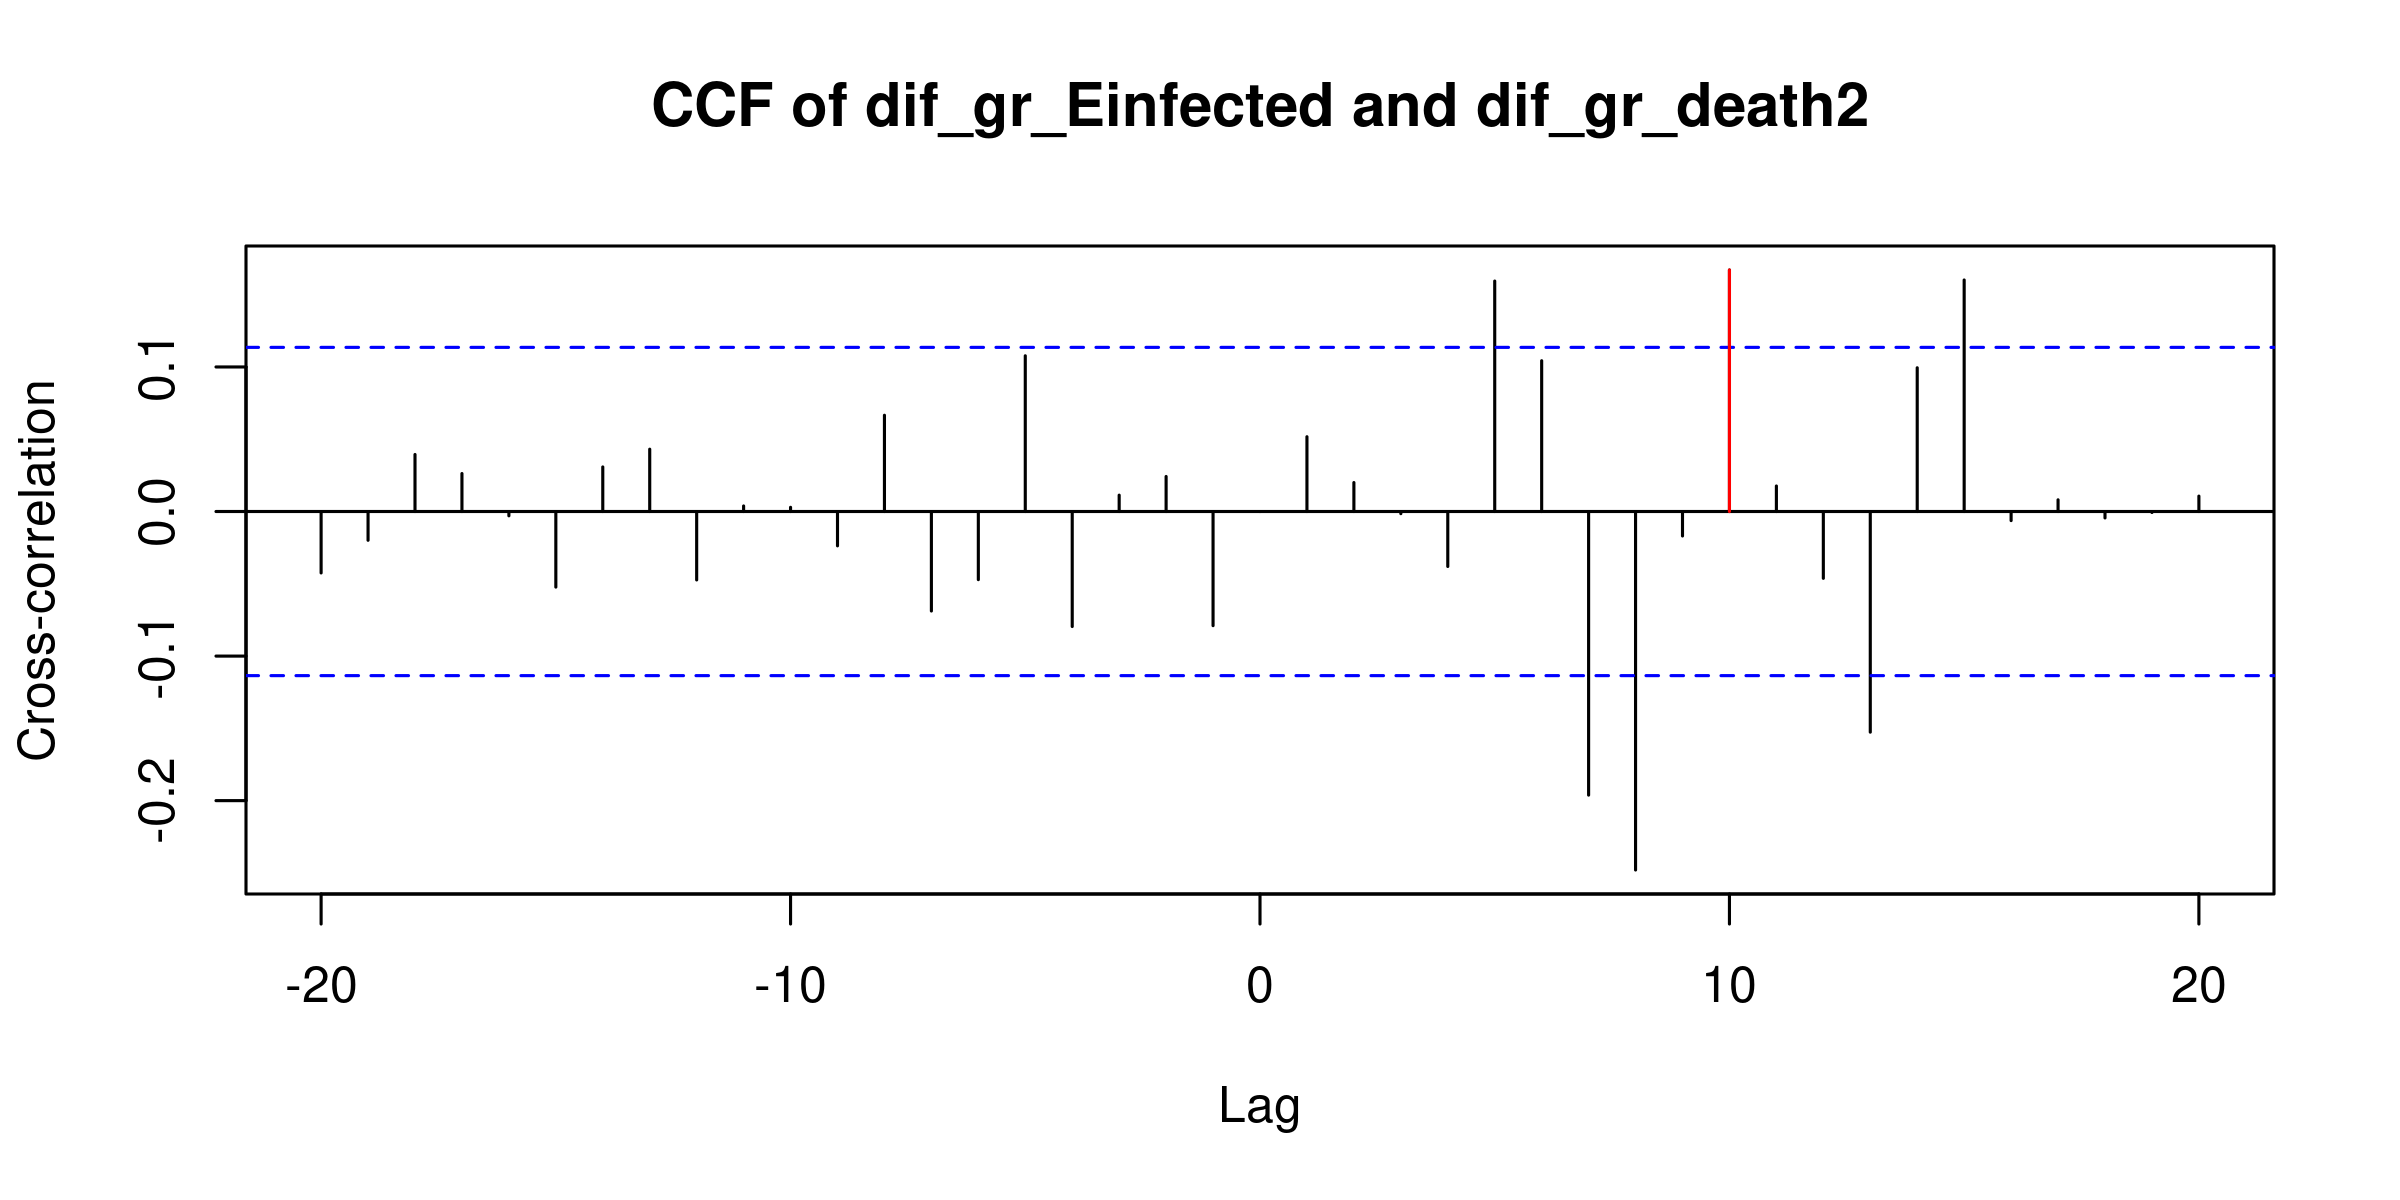 CCF of dif_gr_Einfected and dif_gr_death2
Cross-correlation
0.1
0.0
-0.1
-0.2
-20 -10 0 10 20
Lag